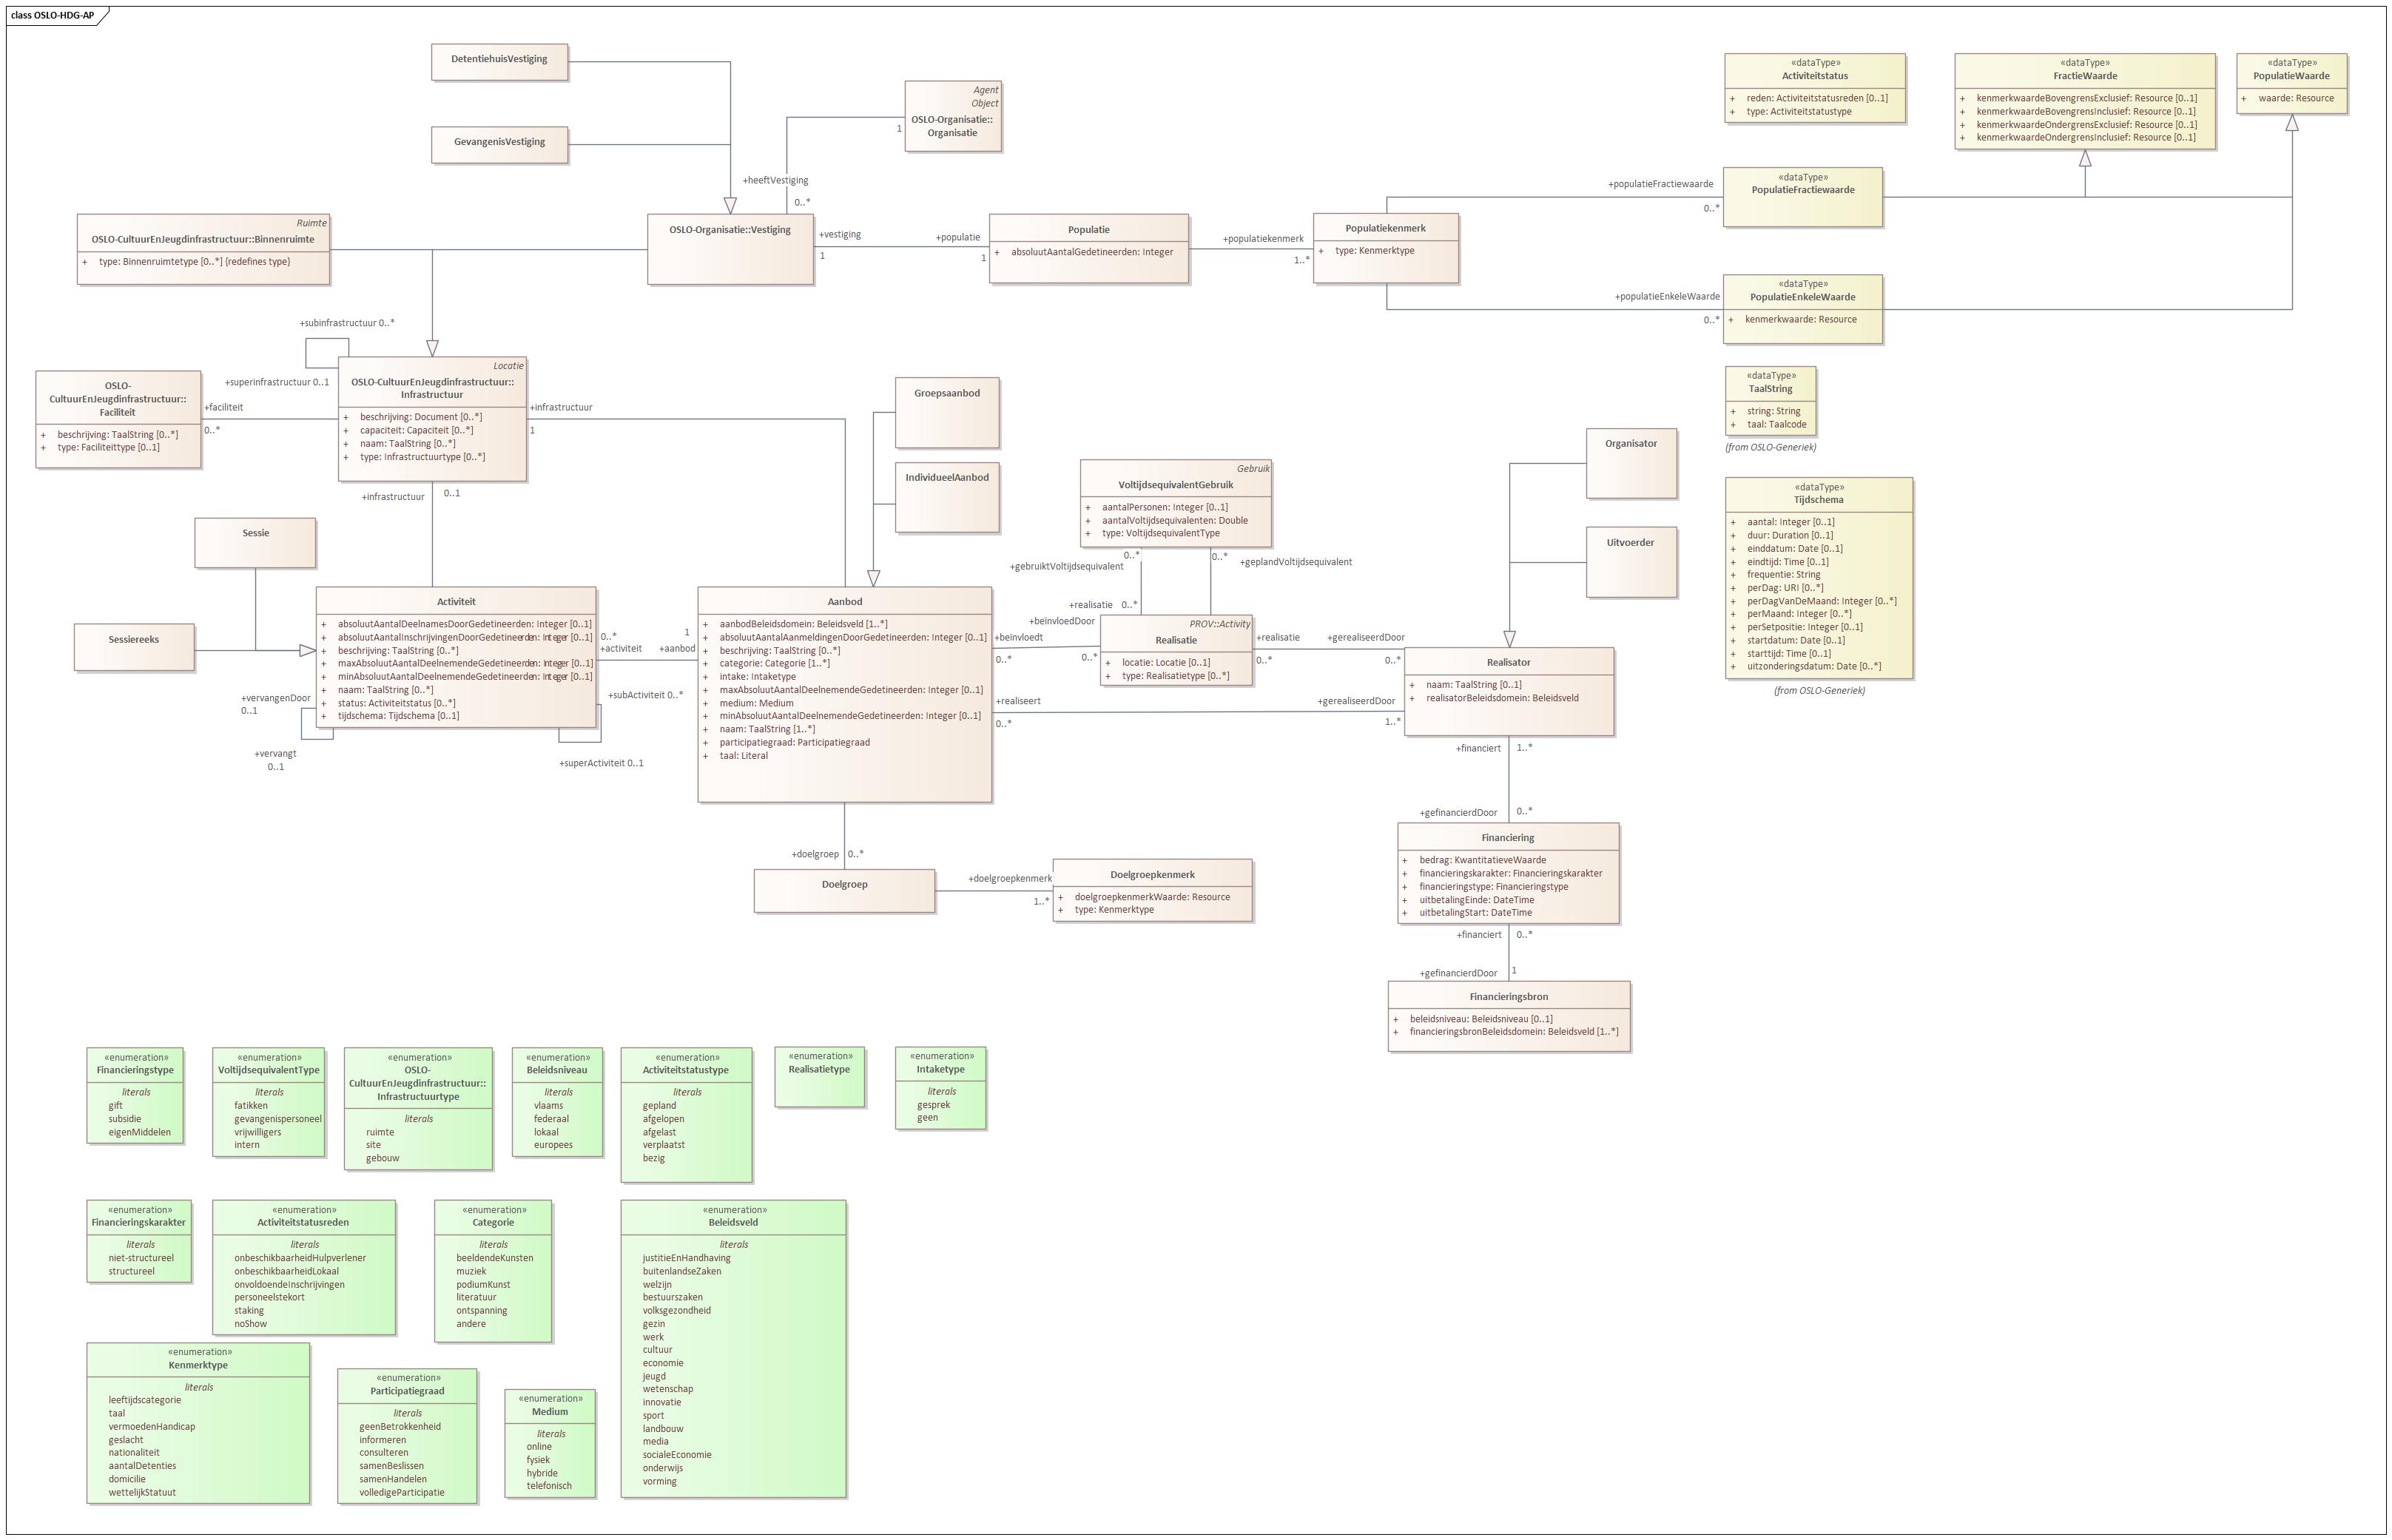 class OSLO-HDG-AP
DetentiehuisVestiging
GevangenisVestiging
Agent
Object
OSLO-Organisatie::
Organisatie
1
+heeftVestiging
0..*
«dataType»
Activiteitstatus
+ reden: Activiteitstatusreden [0..1]
+ type: Activiteitstatustype
«dataType»
FractieWaarde
+ kenmerkwaardeBovengrensExclusief: Resource [0..1]
+ kenmerkwaardeBovengrensInclusief: Resource [0..1]
+ kenmerkwaardeOndergrensExclusief: Resource [0..1]
+ kenmerkwaardeOndergrensInclusief: Resource [0..1]
«dataType»
PopulatieWaarde
+ waarde: Resource
Ruimte
OSLO-CultuurEnJeugdinfrastructuur::Binnenruimte
+ type: Binnenruimtetype [0..*] {redefines type}
OSLO-Organisatie::Vestiging
+vestiging
1
+populatie
1
Populatie
+ absoluutAantalGedetineerden: Integer
+populatiekenmerk
1..*
Populatiekenmerk
+ type: Kenmerktype
+populatieFractiewaarde
0..*
«dataType»
PopulatieFractiewaarde
+populatieEnkeleWaarde
0..*
«dataType»
PopulatieEnkeleWaarde
+ kenmerkwaarde: Resource
+subinfrastructuur 0..*
+superinfrastructuur 0..1
OSLO-
CultuurEnJeugdinfrastructuur::
Faciliteit
+ beschrijving: TaalString [0..*]
+ type: Faciliteittype [0..1]
+faciliteit
0..*
Locatie
OSLO-CultuurEnJeugdinfrastructuur::
Infrastructuur
+ beschrijving: Document [0..*]
+ capaciteit: Capaciteit [0..*]
+ naam: TaalString [0..*]
+ type: Infrastructuurtype [0..*]
+infrastructuur
1
+infrastructuur
0..1
Groepsaanbod
IndividueelAanbod
Gebruik
VoltijdsequivalentGebruik
+ aantalPersonen: Integer [0..1]
+ aantalVoltijdsequivalenten: Double
+ type: VoltijdsequivalentType
0..*
0..*
+gebruiktVoltijdsequivalent
+geplandVoltijdsequivalent
+realisatie 0..*
Organisator
Uitvoerder
«dataType»
TaalString
+ string: String
+ taal: Taalcode
(from OSLO-Generiek)
«dataType»
Tijdschema
+ aantal: Integer [0..1]
+ duur: Duration [0..1]
+ einddatum: Date [0..1]
+ eindtijd: Time [0..1]
+ frequentie: String
+ perDag: URI [0..*]
+ perDagVanDeMaand: Integer [0..*]
+ perMaand: Integer [0..*]
+ perSetpositie: Integer [0..1]
+ startdatum: Date [0..1]
+ starttijd: Time [0..1]
+ uitzonderingsdatum: Date [0..*]
(from OSLO-Generiek)
Sessie
Sessiereeks
Activiteit
+ absoluutAantalDeelnamesDoorGedetineerden: Integer [0..1]
+ absoluutAantalInschrijvingenDoorGedetineerden: Integer [0..1]
+ beschrijving: TaalString [0..*]
+ maxAbsoluutAantalDeelnemendeGedetineerden: Integer [0..1]
+ minAbsoluutAantalDeelnemendeGedetineerden: Integer [0..1]
+ naam: TaalString [0..*]
+ status: Activiteitstatus [0..*]
+ tijdschema: Tijdschema [0..1]
+vervangenDoor
0..1
+vervangt
0..1
0..*
+activiteit
+subActiviteit 0..*
+superActiviteit 0..1
1
+aanbod
Aanbod
+ aanbodBeleidsdomein: Beleidsveld [1..*]
+ absoluutAantalAanmeldingenDoorGedetineerden: Integer [0..1]
+ beschrijving: TaalString [0..*]
+ categorie: Categorie [1..*]
+ intake: Intaketype
+ maxAbsoluutAantalDeelnemendeGedetineerden: Integer [0..1]
+ medium: Medium
+ minAbsoluutAantalDeelnemendeGedetineerden: Integer [0..1]
+ naam: TaalString [1..*]
+ participatiegraad: Participatiegraad
+ taal: Literal
+beïnvloedDoor
+beïnvloedt
0..*
0..*
PROV::Activity
Realisatie
+ locatie: Locatie [0..1]
+ type: Realisatietype [0..*]
+realisatie
0..*
+gerealiseerdDoor
0..*
+realiseert
0..*
+gerealiseerdDoor
1..*
Realisator
+ naam: TaalString [0..1]
+ realisatorBeleidsdomein: Beleidsveld
+financiert
1..*
+gefinancierdDoor
0..*
Financiering
+ bedrag: KwantitatieveWaarde
+ financieringskarakter: Financieringskarakter
+ financieringstype: Financieringstype
+ uitbetalingEinde: DateTime
+ uitbetalingStart: DateTime
+financiert
0..*
+gefinancierdDoor
1
Financieringsbron
+ beleidsniveau: Beleidsniveau [0..1]
+ financieringsbronBeleidsdomein: Beleidsveld [1..*]
+doelgroep 0..*
Doelgroep
+doelgroepkenmerk
1..*
Doelgroepkenmerk
+ doelgroepkenmerkWaarde: Resource
+ type: Kenmerktype
«enumeration»
Financieringstype
literals
gift
subsidie
eigenMiddelen
«enumeration»
VoltijdsequivalentType
literals
fatikken
gevangenispersoneel
vrijwilligers
intern
«enumeration»
OSLO-
CultuurEnJeugdinfrastructuur::
Infrastructuurtype
literals
ruimte
site
gebouw
«enumeration»
Beleidsniveau
literals
vlaams
federaal
lokaal
europees
«enumeration»
Activiteitstatustype
literals
gepland
afgelopen
afgelast
verplaatst
bezig
«enumeration»
Realisatietype
«enumeration»
Intaketype
literals
gesprek
geen
«enumeration»
Financieringskarakter
literals
niet-structureel
structureel
«enumeration»
Activiteitstatusreden
literals
onbeschikbaarheidHulpverlener
onbeschikbaarheidLokaal
onvoldoendeInschrijvingen
personeelstekort
staking
noShow
«enumeration»
Categorie
literals
beeldendeKunsten
muziek
podiumKunst
literatuur
ontspanning
andere
«enumeration»
Beleidsveld
literals
justitieEnHandhaving
buitenlandseZaken
welzijn
bestuurszaken
volksgezondheid
gezin
werk
cultuur
economie
jeugd
wetenschap
innovatie
sport
landbouw
media
socialeEconomie
onderwijs
vorming
«enumeration»
Kenmerktype
literals
leeftijdscategorie
taal
vermoedenHandicap
geslacht
nationaliteit
aantalDetenties
domicilie
wettelijkStatuut
«enumeration»
Participatiegraad
literals
geenBetrokkenheid
informeren
consulteren
samenBeslissen
samenHandelen
volledigeParticipatie
«enumeration»
Medium
literals
online
fysiek
hybride
telefonisch